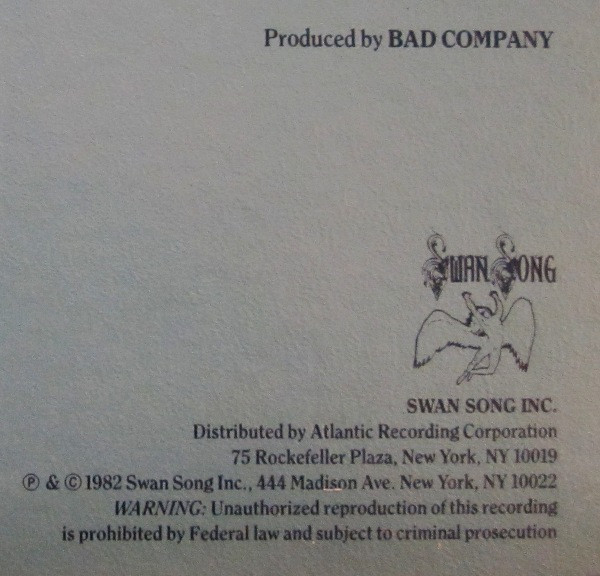 Produced by BAD COMPANY
SWAN SONG
SWAN SONG INC.
Distributed by Atlantic Recording Corporation
75 Rockefeller Plaza, New York, NY 10019
℗ & © 1982 Swan Song Inc., 444 Madison Ave. New York, NY 10022
WARNING: Unauthorized reproduction of this recording
is prohibited by Federal law and subject to criminal prosecution